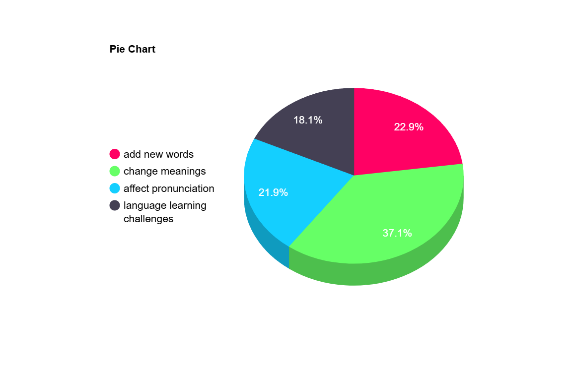 Pie Chart
add new words
change meanings
affect pronunciation
language learning
challenges
22.9%
37.1%
21.9%
18.1%